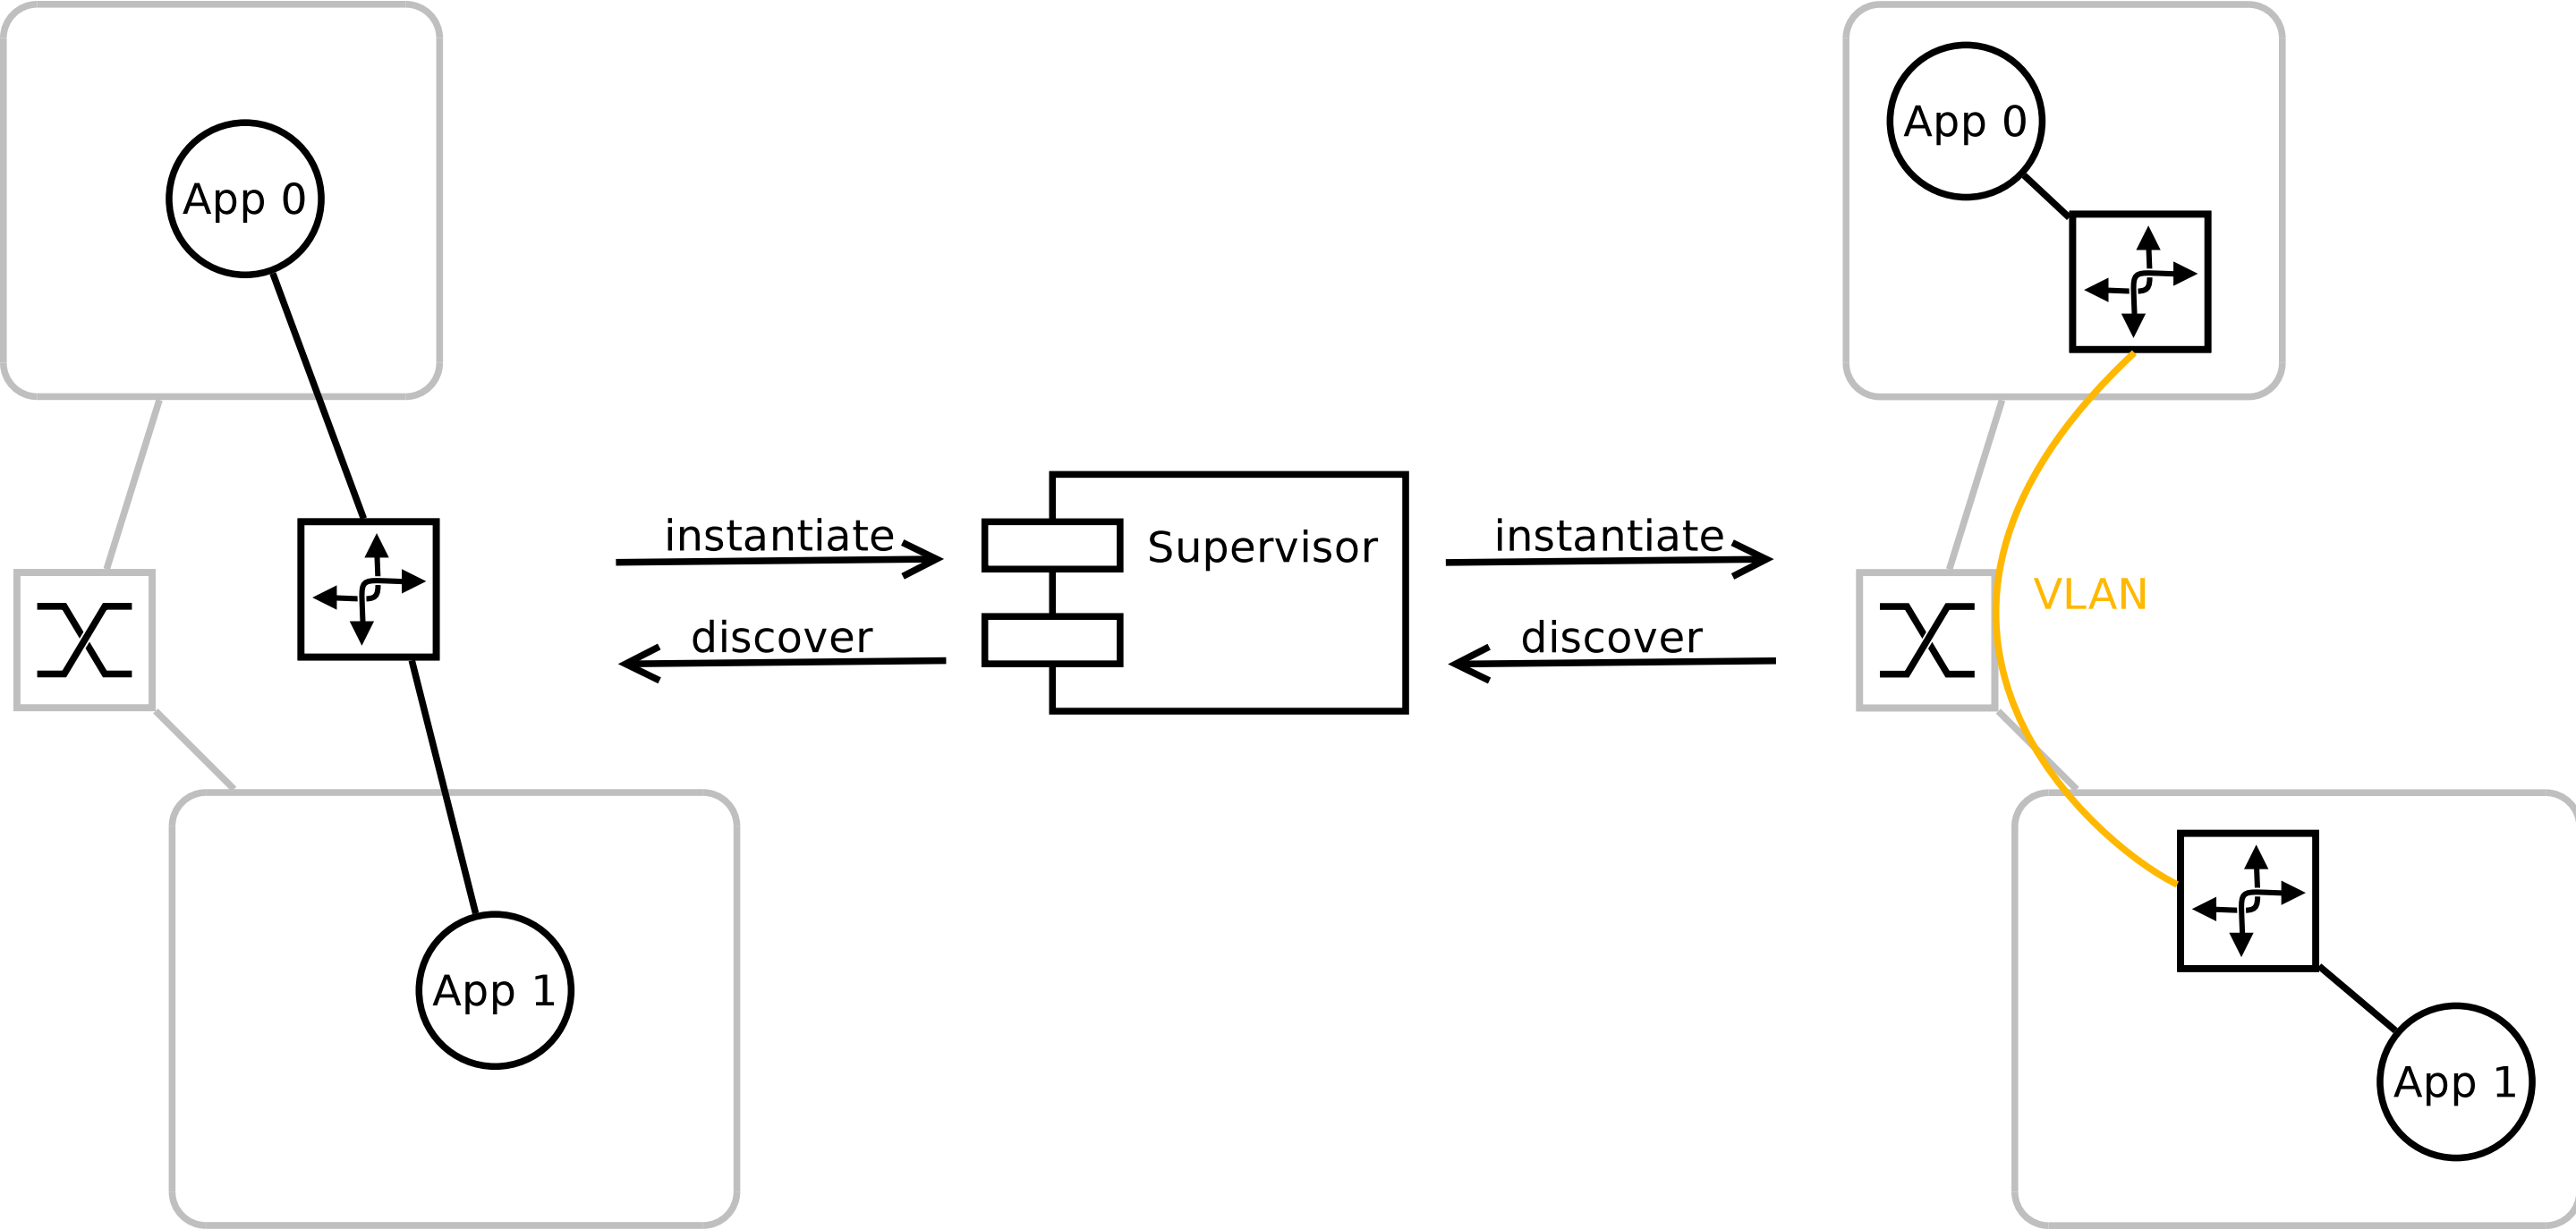 App 0
App 1
instantiate
discover
Supervisor
instantiate
discover
App 0
VLAN
App 1